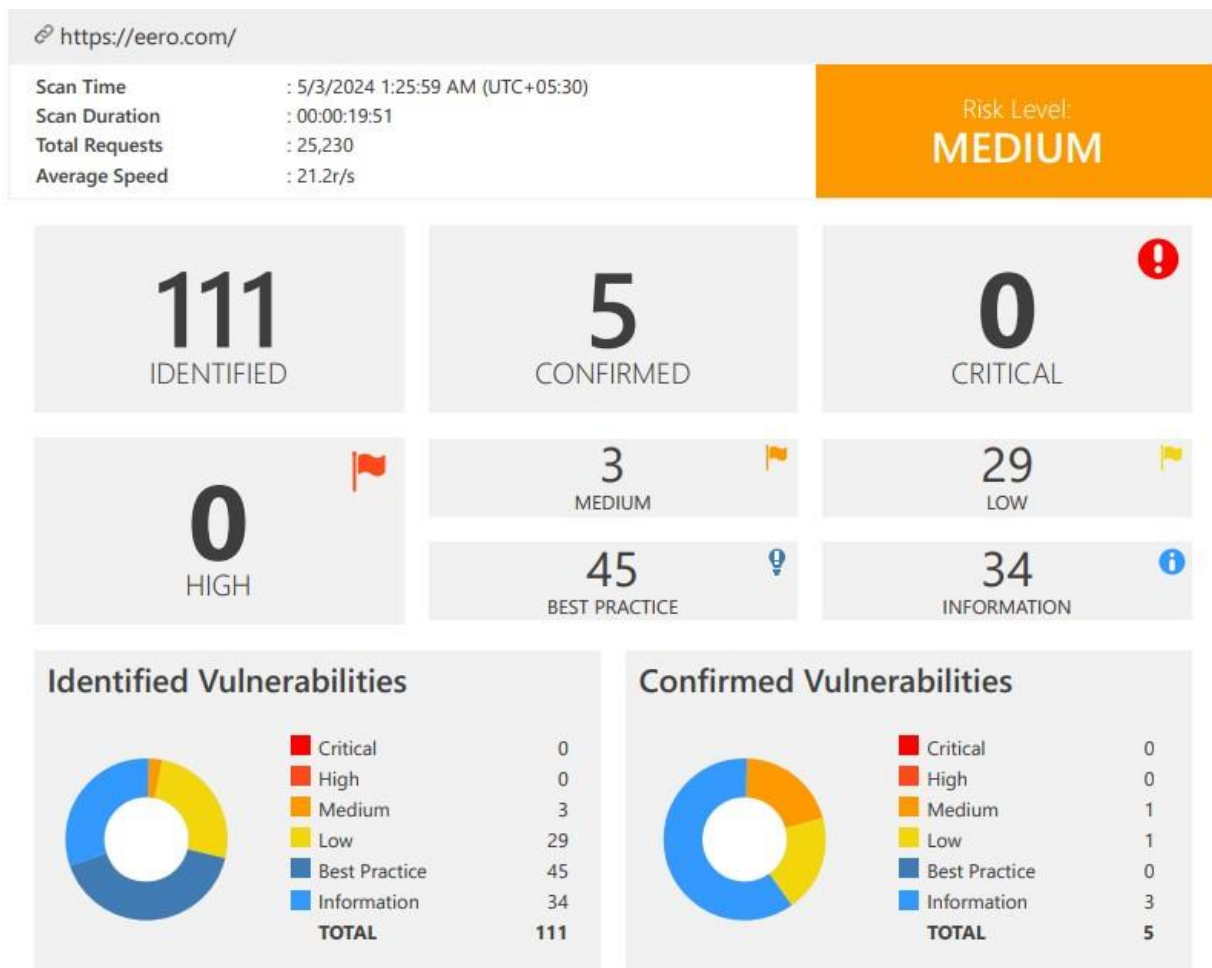 https://eero.com/
Scan Time : 5/3/2024 1:25:59 AM (UTC+05:30)
Scan Duration : 00:00:19:51
Total Requests : 25,230
Average Speed : 21.2r/s
Risk Level:
MEDIUM
111
IDENTIFIED
5
CONFIRMED
0
CRITICAL
0
HIGH
3
MEDIUM
29
LOW
45
BEST PRACTICE
34
INFORMATION
Identified Vulnerabilities
Critical 0
High 0
Medium 3
Low 29
Best Practice 45
Information 34
TOTAL 111
Confirmed Vulnerabilities
Critical 0
High 0
Medium 1
Low 1
Best Practice 0
Information 3
TOTAL 5